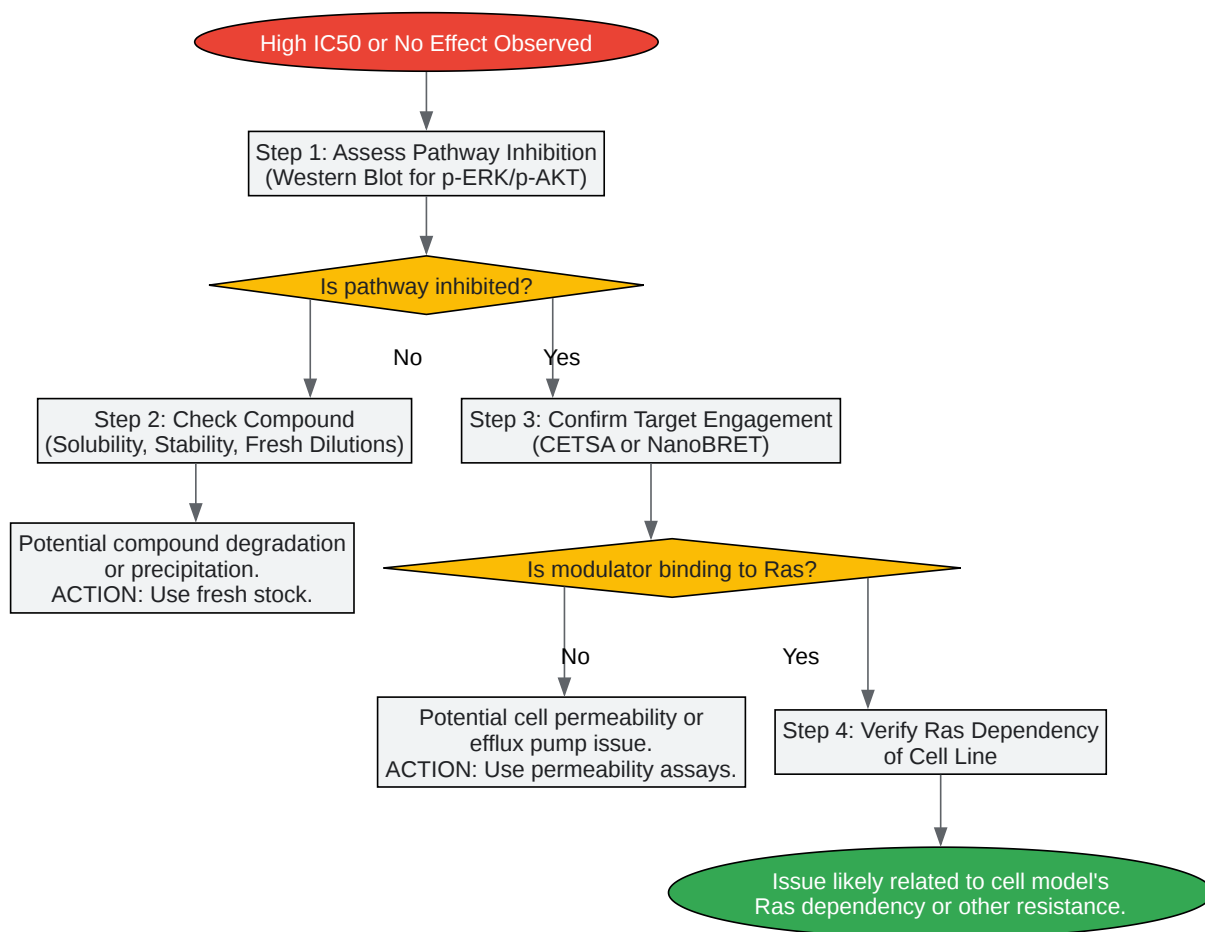 High IC50 or No Effect Observed
Step 1: Assess Pathway Inhibition
(Western Blot for p-ERK/p-AKT)
Is pathway inhibited?
No
Yes
Step 2: Check Compound
(Solubility, Stability, Fresh Dilutions)
Step 3: Confirm Target Engagement
(CETSA or NanoBRET)
Potential compound degradation
or precipitation.
ACTION: Use fresh stock.
Is modulator binding to Ras?
No
Yes
Potential cell permeability or
efflux pump issue.
ACTION: Use permeability assays.
Step 4: Verify Ras Dependency
of Cell Line
Issue likely related to cell model's
Ras dependency or other resistance.